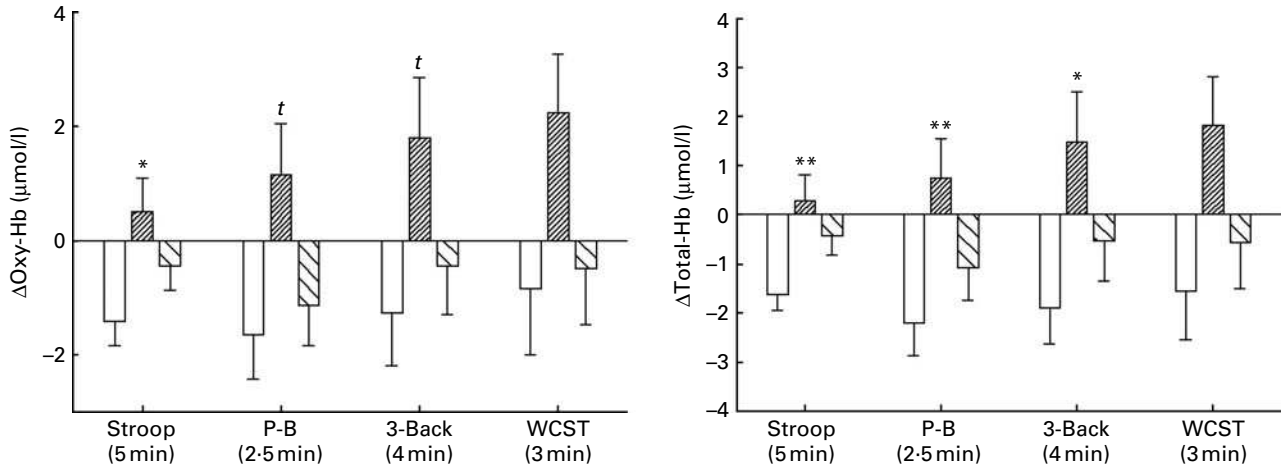 4
2
0
−2
ΔOxy-Hb (μmol/l)
*
t
t
Stroop
(5 min)
P-B
(2·5 min)
3-Back
(4 min)
WCST
(3 min)
4
3
2
1
0
−1
−2
−3
−4
ΔTotal-Hb (μmol/l)
**
**
*
Stroop
(5 min)
P-B
(2·5 min)
3-Back
(4 min)
WCST
(3 min)